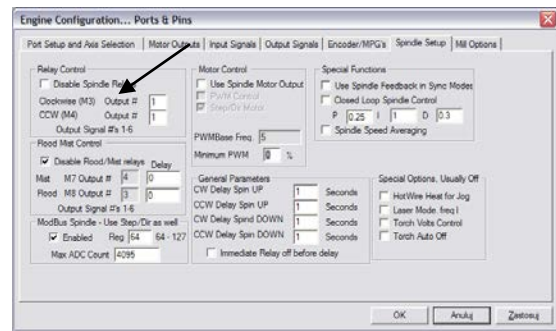 Engine Configuration... Ports & Pins
Port Setup and Axis Selection Motor Outputs Input Signals Output Signals Encoder/MPG's Spindle Setup Mill Options
Relay Control
Disable Spindle Relays
Clockwise (M3) Output # 1
CCW (M4) Output # 1
Output Signal #'s 1-6
Flood Mist Control
Disable Flood/Mist relays Delay
Mist M7 Output # 4 0
Flood M8 Output # 3 0
Output Signal #'s 1-6
ModBus Spindle - Use Step/Dir as well
Enabled Reg 64 64 - 127
Max ADC Count 4095
Motor Control
Use Spindle Motor Output
PWM Control
Step/Dir Motor
PWMBase Freq. 5
Minimum PWM 0 %
General Parameters
CW Delay Spin UP 1 Seconds
CCW Delay Spin UP 1 Seconds
CW Delay Spind DOWN 1 Seconds
CCW Delay Spin DOWN 1 Seconds
Immediate Relay off before delay
Special Functions
Use Spindle Feedback in Sync Modes
Closed Loop Spindle Control
P 0.25 I 1 D 0.3
Spindle Speed Averaging
Special Options, Usually Off
HotWire Heat for Jog
Laser Mode. freq
Torch Volts Control
Torch Auto Off
OK Anuluj Zastosuj